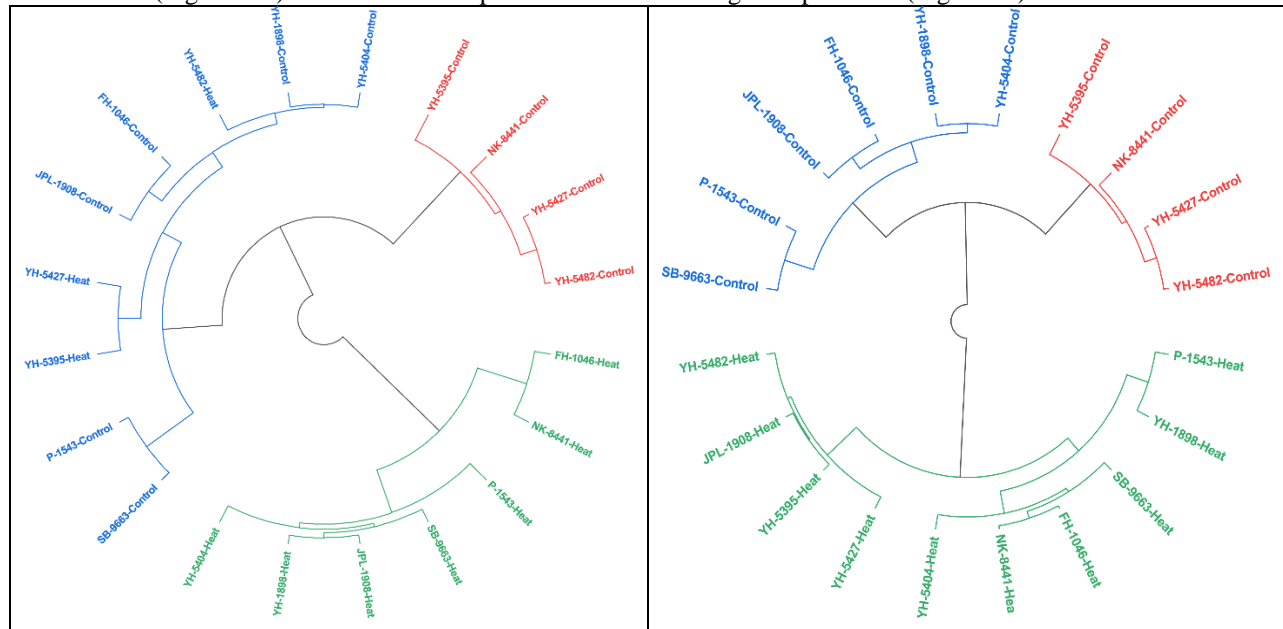 YH-1898-Control
YH-5404-Control
YH-5482-Heat
FH-1046-Control
JPL-1908-Control
YH-5427-Heat
YH-5395-Heat
P-1543-Control
SB-9663-Control
YH-5395-Control
NK-8441-Control
YH-5427-Control
YH-5482-Control
FH-1046-Heat
NK-8441-Heat
P-1543-Heat
SB-9663-Heat
JPL-1908-Heat
YH-1898-Heat
YH-5404-Heat
YH-1898-Control
YH-5404-Control
FH-1046-Control
JPL-1908-Control
P-1543-Control
SB-9663-Control
YH-5395-Control
NK-8441-Control
YH-5427-Control
YH-5482-Control
YH-5482-Heat
JPL-1908-Heat
YH-5395-Heat
YH-5427-Heat
YH-5404-Heat
NK-8441-Hea
FH-1046-Heat
SB-9663-Heat
YH-1898-Heat
P-1543-Heat